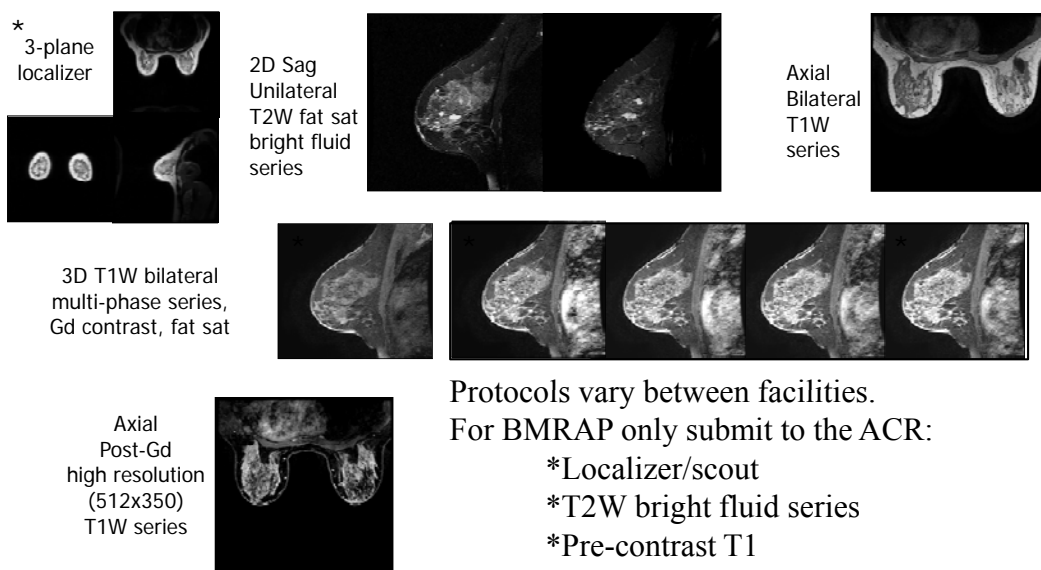 *
3-plane
localizer
2D Sag
Unilateral
T2W fat sat
bright fluid
series
Axial
Bilateral
T1W
series
3D T1W bilateral
multi-phase series,
Gd contrast, fat sat
*
*
*
Axial
Post-Gd
high resolution
(512x350)
T1W series
Protocols vary between facilities.
For BMRAP only submit to the ACR:
*Localizer/scout
*T2W bright fluid series
*Pre-contrast T1